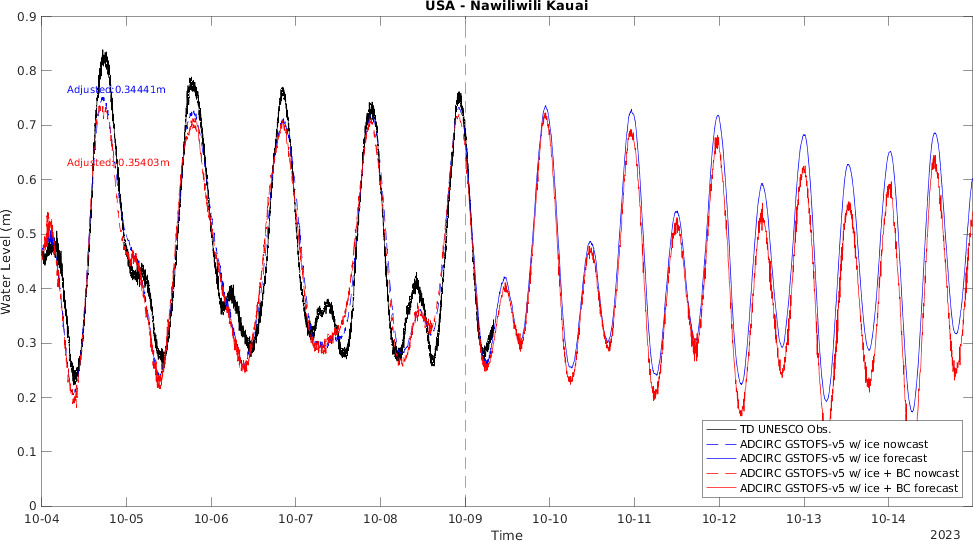 USA - Nawiliwili Kauai
0.9
0.8
Adjusted:0.34441m
0.7
Adjusted:0.35403m
0.6
0.5
Water Level (m)
0.4
0.3
0.2
0.1
0
TD UNESCO Obs.
ADCIRC GSTOFS-v5 w/ ice nowcast
ADCIRC GSTOFS-v5 w/ ice forecast
ADCIRC GSTOFS-v5 w/ ice + BC nowcast
ADCIRC GSTOFS-v5 w/ ice + BC forecast
10-04 10-05 10-06 10-07 10-08 10-09 10-10 10-11 10-12 10-13 10-14
Time
2023